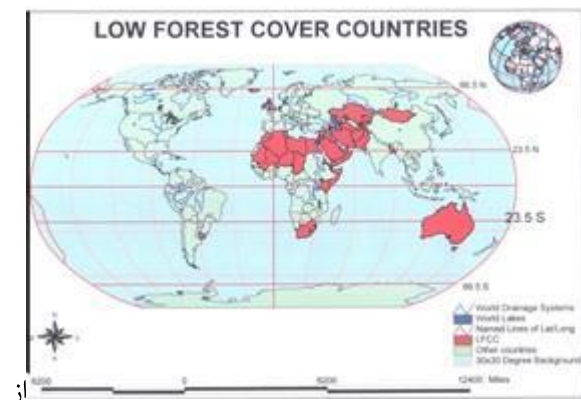 LOW FOREST COVER COUNTRIES
66.5 N
23.5 N
23.5 S
66.5 S
World Drainage Systems
World Lakes
Named Lines of Lat/Long
LFCC
Other countries
30x30 Degree Background
6200 0 6200 12400 Miles
از